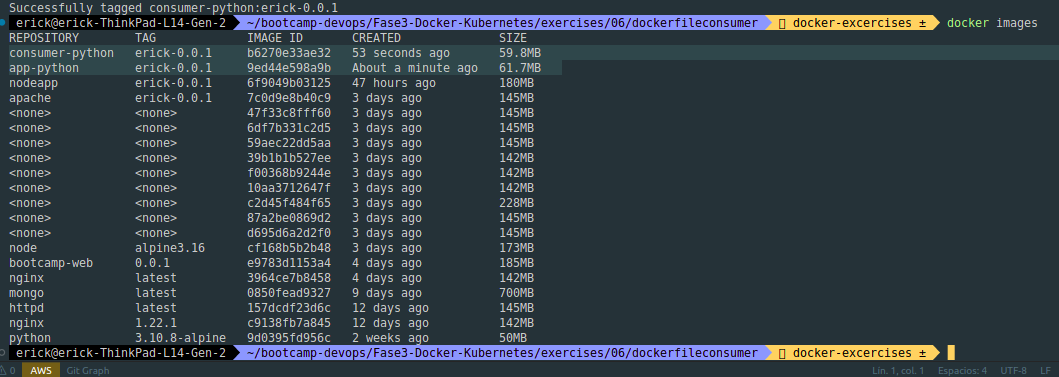 Successfully tagged consumer-python:erick-0.0.1
erick@erick-ThinkPad-L14-Gen-2 ~/bootcamp-devops/Fase3-Docker-Kubernetes/exercises/06/dockerfileconsumer docker-excercises ± docker images
REPOSITORY TAG IMAGE ID CREATED SIZE
consumer-python erick-0.0.1 b6270e33ae32 53 seconds ago 59.8MB
app-python erick-0.0.1 9ed44e598a9b About a minute ago 61.7MB
nodeapp erick-0.0.1 6f9049b03125 47 hours ago 180MB
apache erick-0.0.1 7c0d9e8b40c9 3 days ago 145MB
<none> <none> 47f33c8fff60 3 days ago 145MB
<none> <none> 6df7b331c2d5 3 days ago 145MB
<none> <none> 59aec22dd5aa 3 days ago 145MB
<none> <none> 39b1b1b527ee 3 days ago 142MB
<none> <none> f00368b9244e 3 days ago 142MB
<none> <none> 10aa3712647f 3 days ago 142MB
<none> <none> c2d45f484f65 3 days ago 228MB
<none> <none> 87a2be0869d2 3 days ago 145MB
<none> <none> d695d6a2d2f0 3 days ago 145MB
node alpine3.16 cf168b5b2b48 3 days ago 173MB
bootcamp-web 0.0.1 e9783d1153a4 4 days ago 185MB
nginx latest 3964ce7b8458 4 days ago 142MB
mongo latest 0850fead9327 9 days ago 700MB
httpd latest 157dcdf23d6c 12 days ago 145MB
nginx 1.22.1 c9138fb7a845 12 days ago 142MB
python 3.10.8-alpine 9d0395fd956c 2 weeks ago 50MB
erick@erick-ThinkPad-L14-Gen-2 ~/bootcamp-devops/Fase3-Docker-Kubernetes/exercises/06/dockerfileconsumer docker-excercises ±
0 AWS Git Graph Lín. 1, col. 1 Espacios: 4 UTF-8 LF